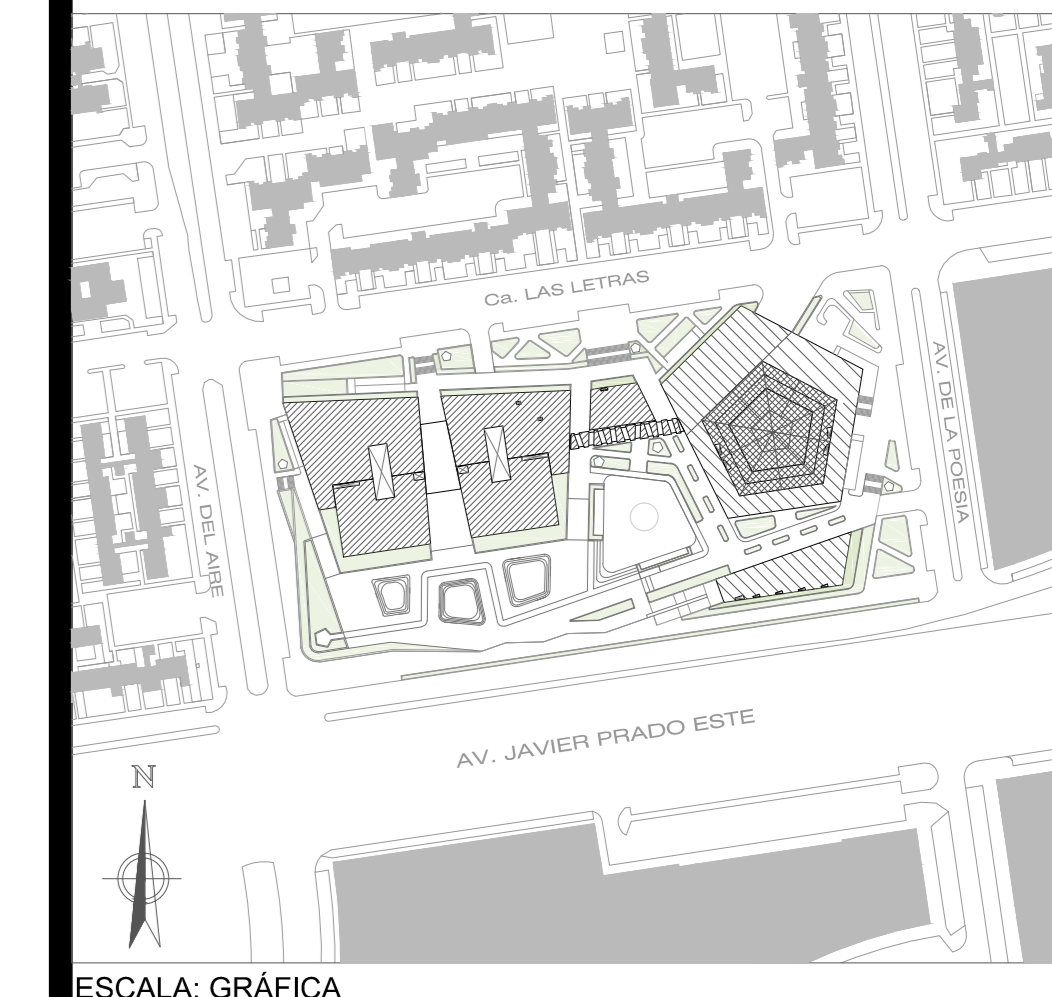 Ca. LAS LETRAS
AV. DE LA POESIA
AV. DEL AIRE
AV. JAVIER PRADO ESTE
N
ESCALA: GRÁFICA